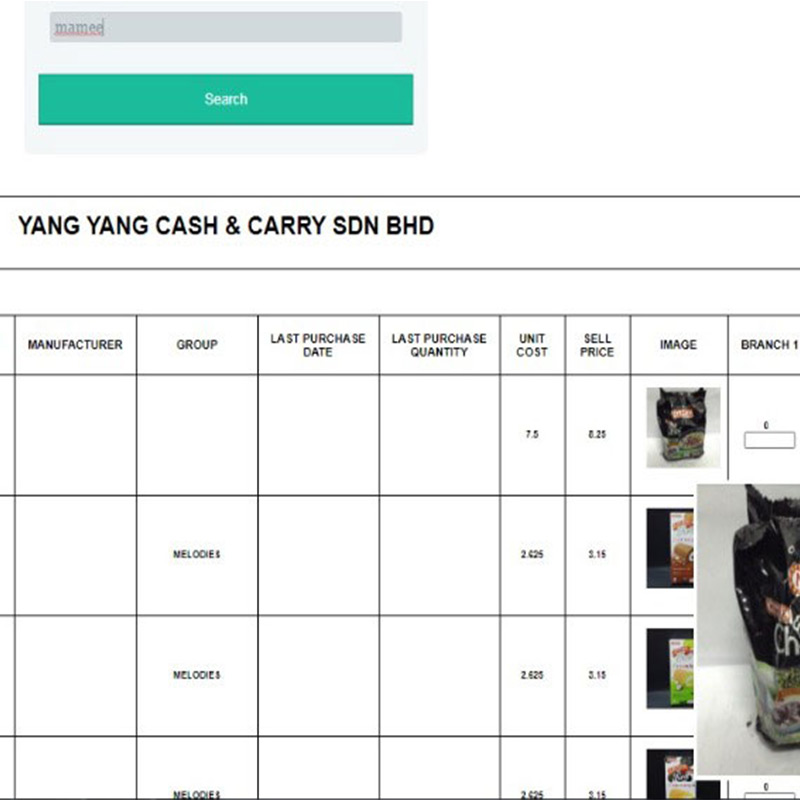 mamee
Search
YANG YANG CASH & CARRY SDN BHD
MANUFACTURER GROUP LAST PURCHASE DATE LAST PURCHASE QUANTITY UNIT COST SELL PRICE IMAGE BRANCH 1
7.5 8.25 0
MELODIES 2.625 3.15
MELODIES 2.625 3.15
MELODIES 2.625 3.15 0